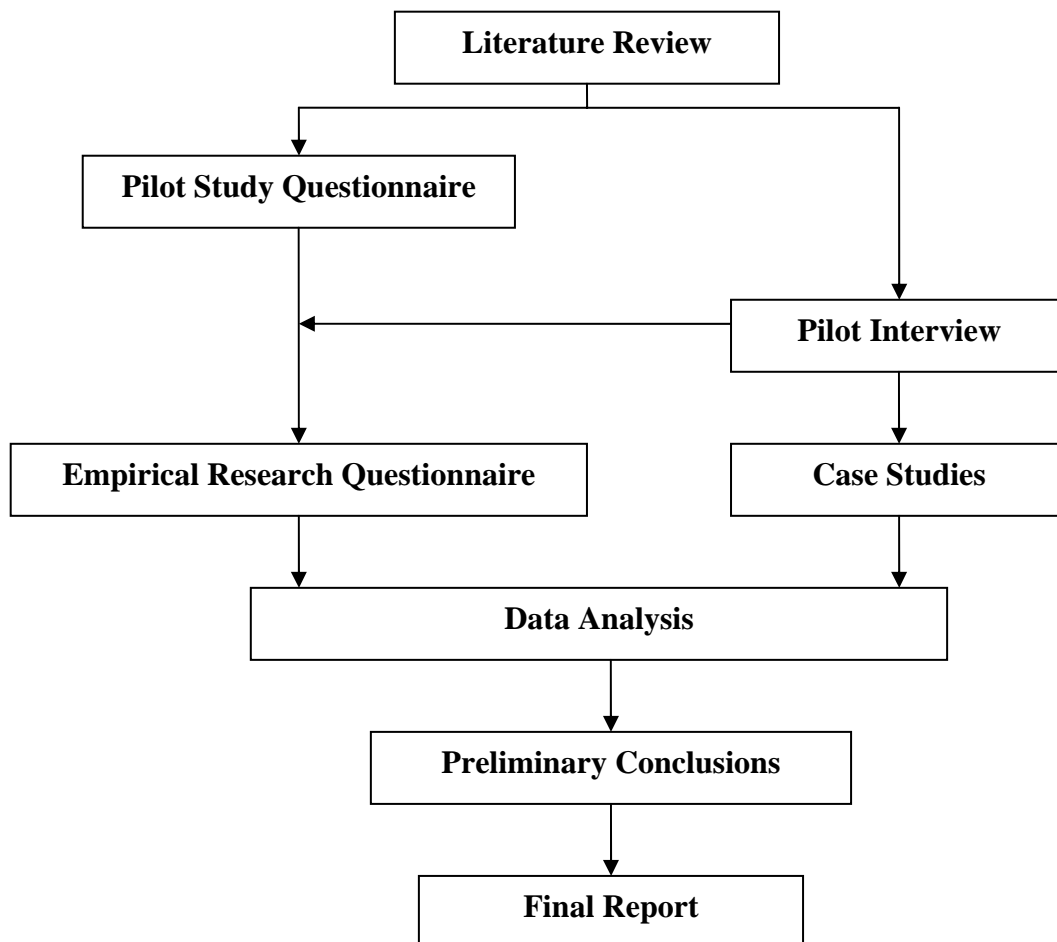 Literature Review
Pilot Study Questionnaire
Pilot Interview
Empirical Research Questionnaire
Case Studies
Data Analysis
Preliminary Conclusions
Final Report